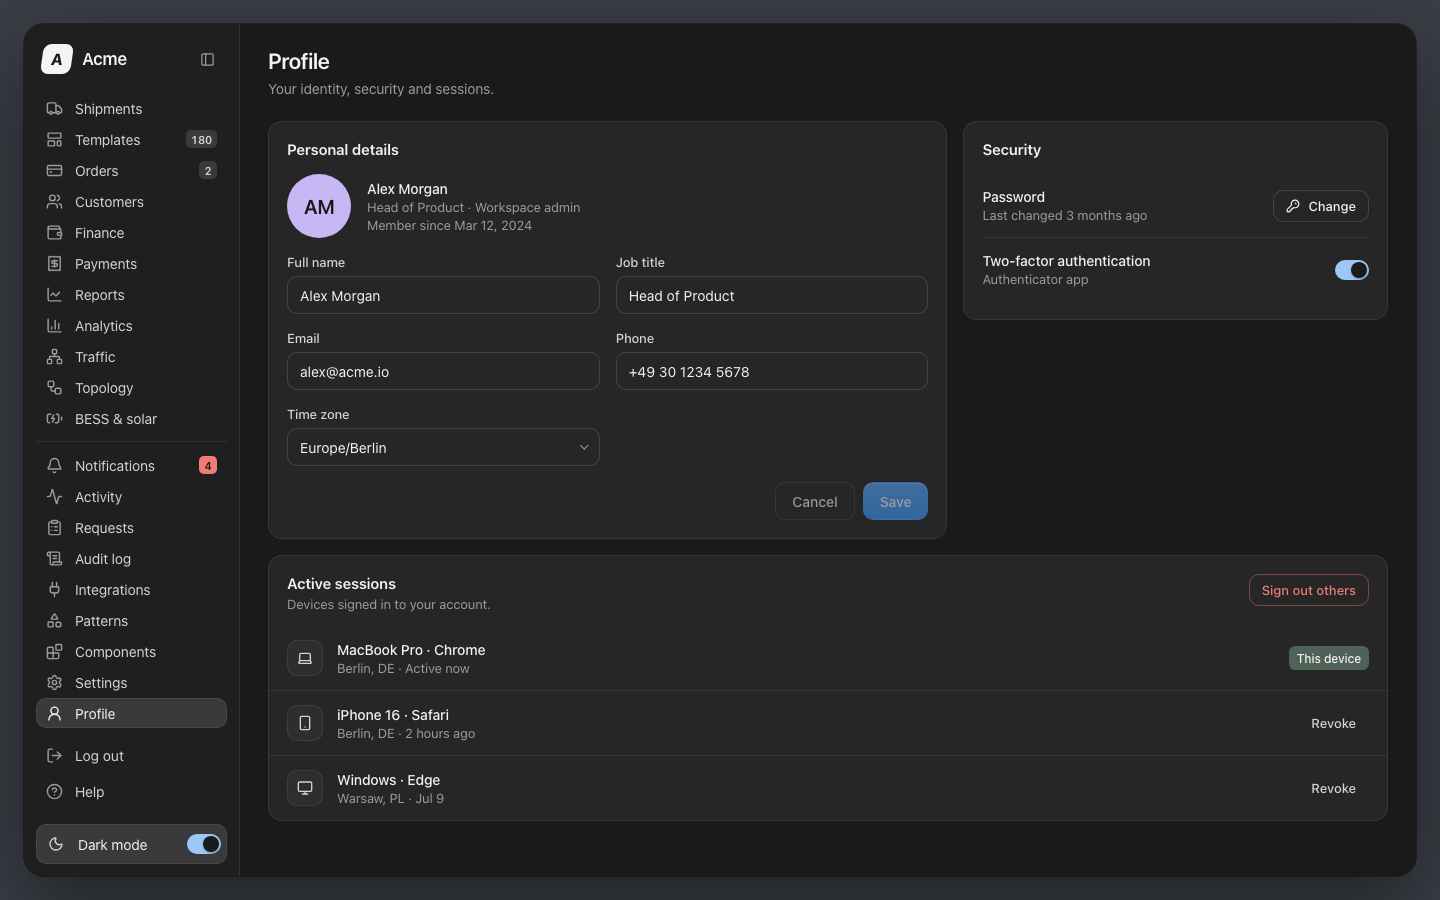 A Acme
Shipments
Templates 180
Orders 2
Customers
Finance
Payments
Reports
Analytics
Traffic
Topology
BESS & solar
Notifications 4
Activity
Requests
Audit log
Integrations
Patterns
Components
Settings
Profile
Log out
Help
Dark mode
Profile
Your identity, security and sessions.
Personal details
AM
Alex Morgan
Head of Product · Workspace admin
Member since Mar 12, 2024
Full name
Alex Morgan
Job title
Head of Product
Email
alex@acme.io
Phone
+49 30 1234 5678
Time zone
Europe/Berlin
Cancel
Save
Security
Password
Last changed 3 months ago
Change
Two-factor authentication
Authenticator app
Active sessions
Devices signed in to your account.
Sign out others
MacBook Pro · Chrome
Berlin, DE · Active now
This device
iPhone 16 · Safari
Berlin, DE · 2 hours ago
Revoke
Windows · Edge
Warsaw, PL · Jul 9
Revoke